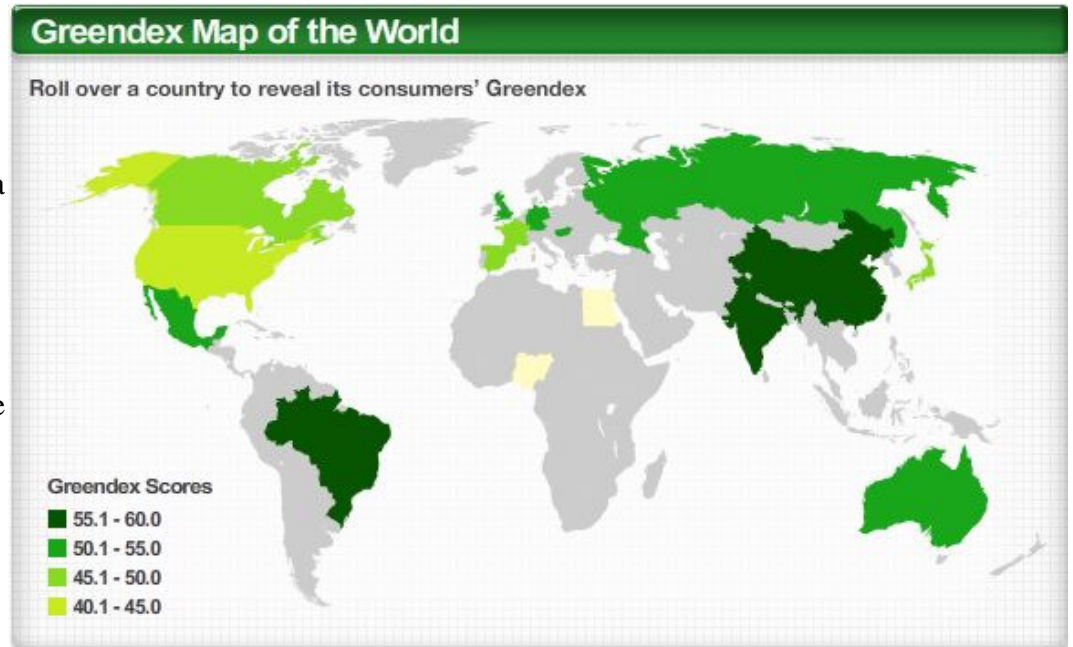 Greendex Map of the World
Roll over a country to reveal its consumers' Greendex
a
e
Greendex Scores
55.1 - 60.0
50.1 - 55.0
45.1 - 50.0
40.1 - 45.0